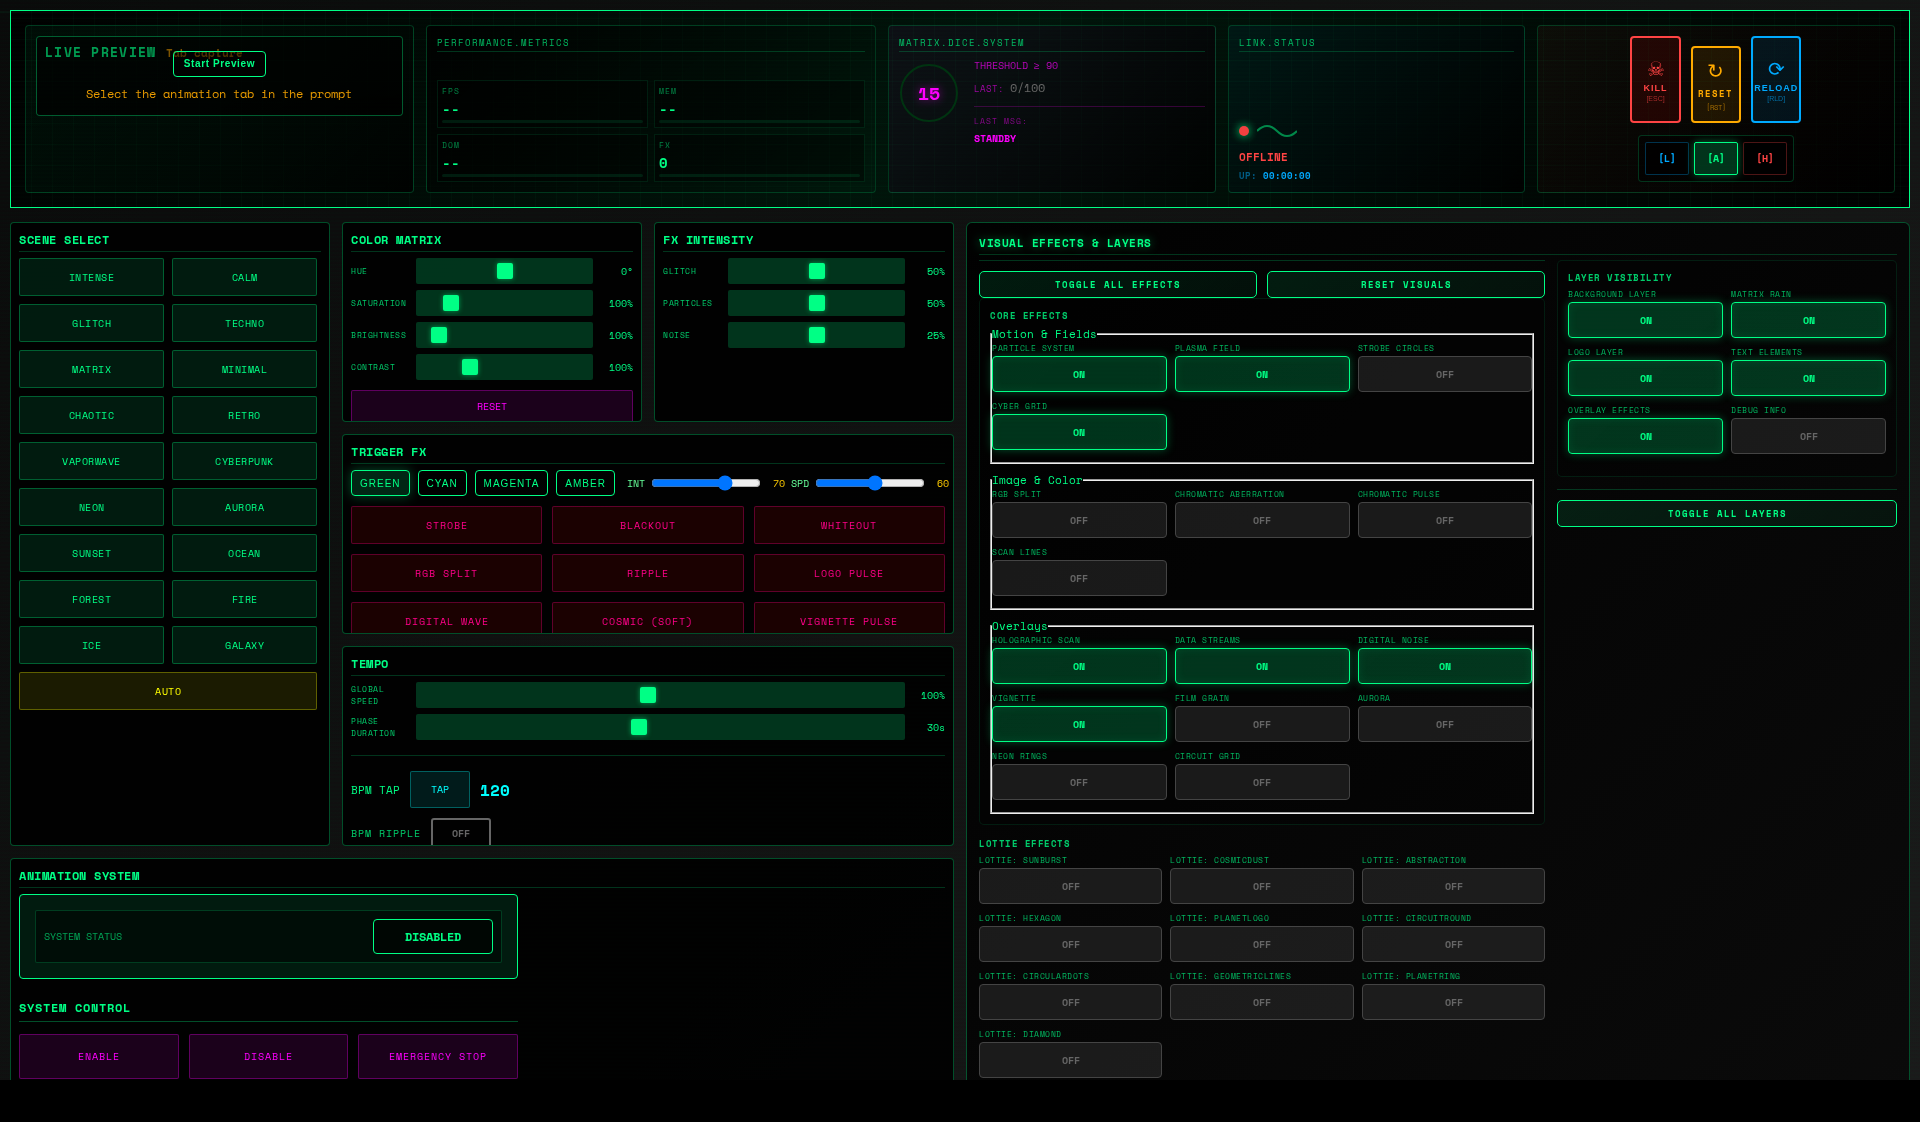 LIVE PREVIEW Tab capture
Start Preview
Select the animation tab in the prompt
PERFORMANCE.METRICS
FPS
--
MEM
--
DOM
--
FX
0
MATRIX.DICE.SYSTEM
15
THRESHOLD ≥ 90
LAST: 0/100
LAST MSG:
STANDBY
LINK.STATUS
OFFLINE
UP: 00:00:00
☠
KILL
[ESC]
↻
RESET
[RST]
⟳
RELOAD
[RLD]
[L] [A] [H]
SCENE SELECT
INTENSE CALM
GLITCH TECHNO
MATRIX MINIMAL
CHAOTIC RETRO
VAPORWAVE CYBERPUNK
NEON AURORA
SUNSET OCEAN
FOREST FIRE
ICE GALAXY
AUTO
COLOR MATRIX
HUE 0°
SATURATION 100%
BRIGHTNESS 100%
CONTRAST 100%
RESET
FX INTENSITY
GLITCH 50%
PARTICLES 50%
NOISE 25%
TRIGGER FX
GREEN CYAN MAGENTA AMBER INT 70 SPD 60
STROBE BLACKOUT WHITEOUT
RGB SPLIT RIPPLE LOGO PULSE
DIGITAL WAVE COSMIC (SOFT) VIGNETTE PULSE
TEMPO
GLOBAL
SPEED 100%
PHASE
DURATION 30s
BPM TAP TAP 120
BPM RIPPLE OFF
ANIMATION SYSTEM
SYSTEM STATUS DISABLED
SYSTEM CONTROL
ENABLE DISABLE EMERGENCY STOP
VISUAL EFFECTS & LAYERS
TOGGLE ALL EFFECTS RESET VISUALS
CORE EFFECTS
Motion & Fields
PARTICLE SYSTEM PLASMA FIELD STROBE CIRCLES
ON ON OFF
CYBER GRID
ON
Image & Color
RGB SPLIT CHROMATIC ABERRATION CHROMATIC PULSE
OFF OFF OFF
SCAN LINES
OFF
Overlays
HOLOGRAPHIC SCAN DATA STREAMS DIGITAL NOISE
ON ON ON
VIGNETTE FILM GRAIN AURORA
ON OFF OFF
NEON RINGS CIRCUIT GRID
OFF OFF
LOTTIE EFFECTS
LOTTIE: SUNBURST LOTTIE: COSMICDUST LOTTIE: ABSTRACTION
OFF OFF OFF
LOTTIE: HEXAGON LOTTIE: PLANETLOGO LOTTIE: CIRCUITROUND
OFF OFF OFF
LOTTIE: CIRCULARDOTS LOTTIE: GEOMETRICLINES LOTTIE: PLANETRING
OFF OFF OFF
LOTTIE: DIAMOND
OFF
LAYER VISIBILITY
BACKGROUND LAYER MATRIX RAIN
ON ON
LOGO LAYER TEXT ELEMENTS
ON ON
OVERLAY EFFECTS DEBUG INFO
ON OFF
TOGGLE ALL LAYERS